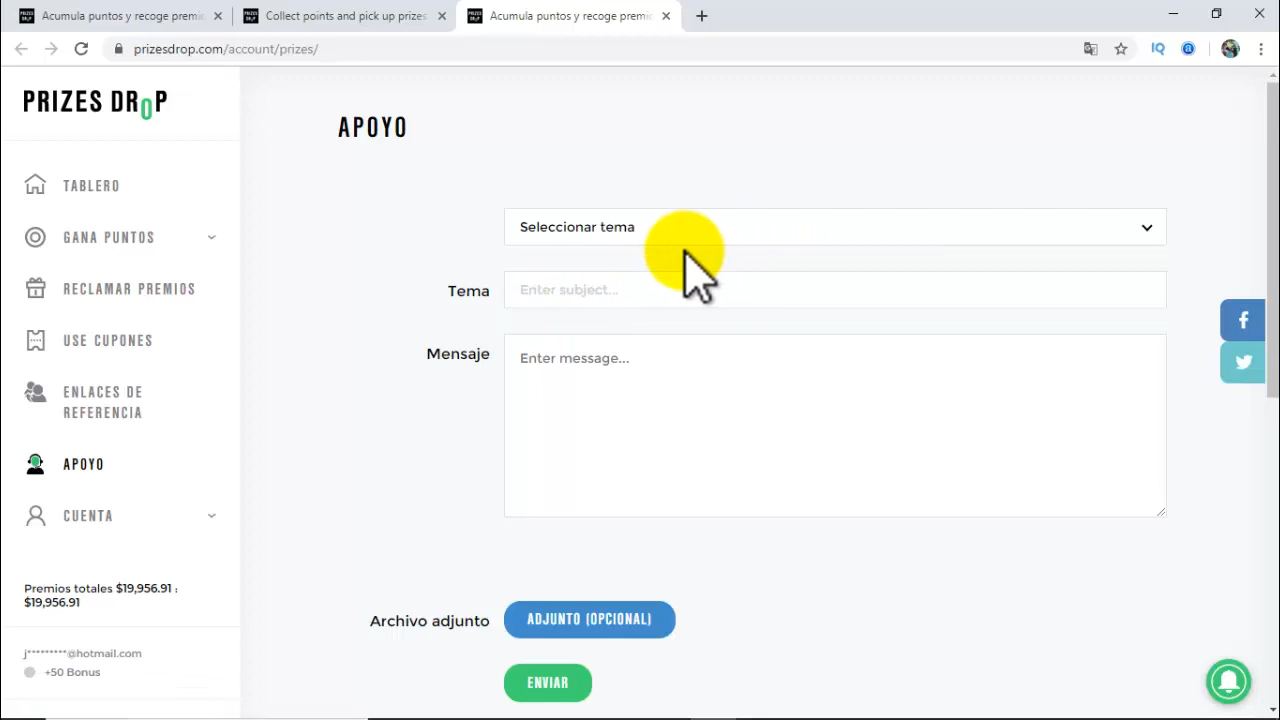 Acumula puntos y recoge premi
Collect points and pick up prizes
Acumula puntos y recoge premi
prizesdrop.com/account/prizes/
IQ
a
PRIZES DROP
TABLERO
GANA PUNTOS
RECLAMAR PREMIOS
USE CUPONES
ENLACES DE
REFERENCIA
APOYO
CUENTA
Premios totales $19,956.91 :
$19,956.91
j*********@hotmail.com
+50 Bonus
APOYO
Seleccionar tema
Tema
Enter subject...
Mensaje
Enter message...
Archivo adjunto
ADJUNTO (OPCIONAL)
ENVIAR